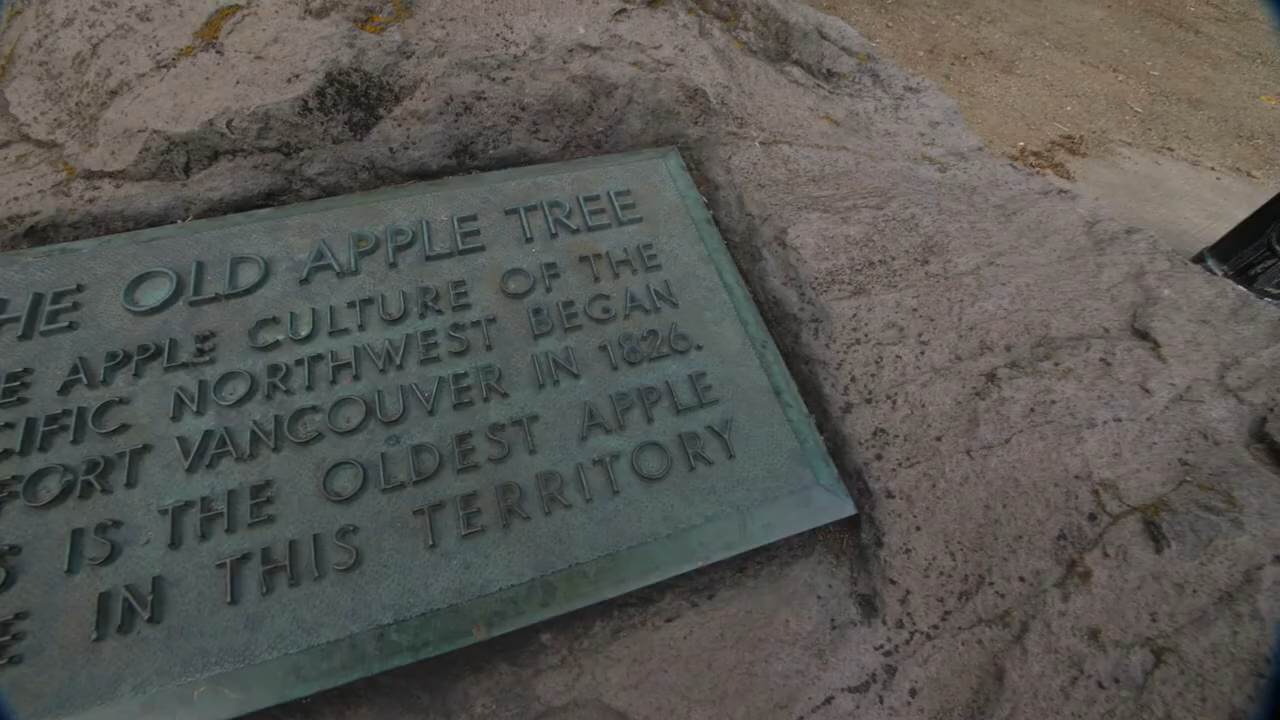 HE OLD APPLE TREE
E APPLE CULTURE OF THE
CIFIC NORTHWEST BEGAN
FORT VANCOUVER IN 1826.
S IS THE OLDEST APPLE
E IN THIS TERRITORY